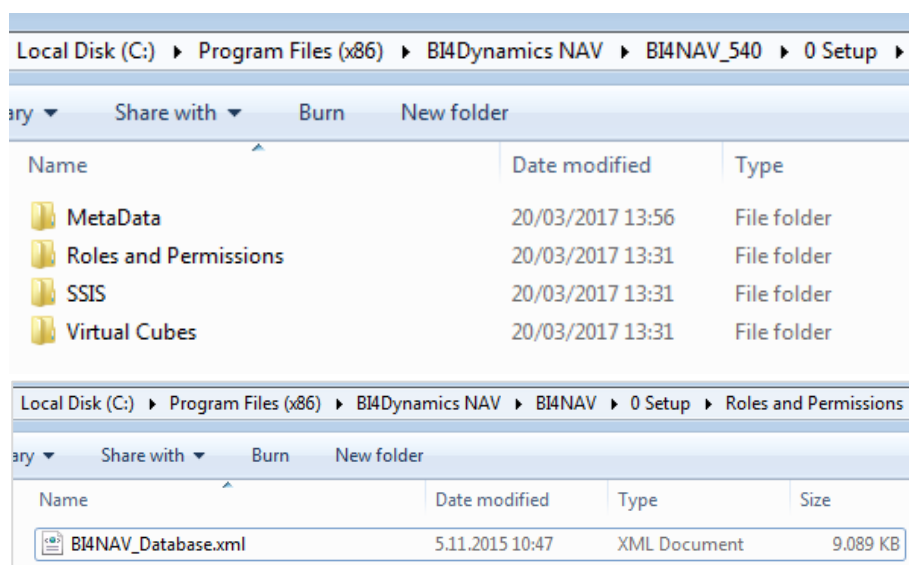 Local Disk (C:) ▸ Program Files (x86) ▸ BI4Dynamics NAV ▸ BI4NAV_540 ▸ 0 Setup ▸
ary ▾ Share with ▾ Burn New folder
Name Date modified Type
MetaData 20/03/2017 13:56 File folder
Roles and Permissions 20/03/2017 13:31 File folder
SSIS 20/03/2017 13:31 File folder
Virtual Cubes 20/03/2017 13:31 File folder
Local Disk (C:) ▸ Program Files (x86) ▸ BI4Dynamics NAV ▸ BI4NAV ▸ 0 Setup ▸ Roles and Permissions
ary ▾ Share with ▾ Burn New folder
Name Date modified Type Size
BI4NAV_Database.xml 5.11.2015 10:47 XML Document 9.089 KB